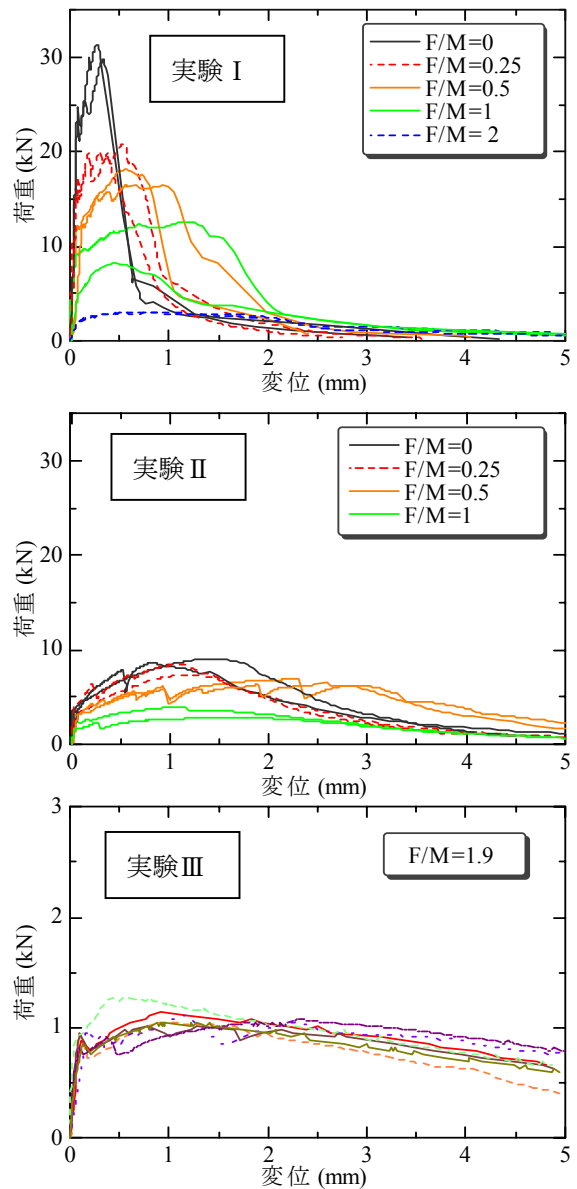 30
20
10
0
荷重 (kN)
実験 I
F/M=0
F/M=0.25
F/M=0.5
F/M=1
F/M= 2
0 1 2 3 4 5
変位 (mm)
30
20
10
0
荷重 (kN)
実験 II
F/M=0
F/M=0.25
F/M=0.5
F/M=1
0 1 2 3 4 5
変位 (mm)
3
2
1
0
荷重 (kN)
実験 III
F/M=1.9
0 1 2 3 4 5
変位 (mm)